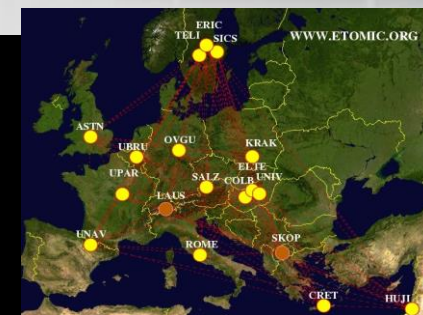 ERIC
TELI SICS
WWW.ETOMIC.ORG
ASTN
UBRU OVGU KRAK
ELTE
UPAR SALZ COLB UNIV
LAUS
UNAV ROME SKOP
CRET HUJI